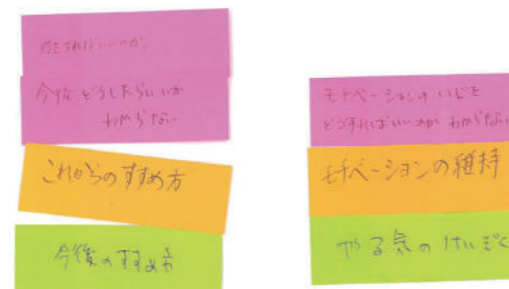 何をすればいいのか
今後どうしたらいいか
わからない
これからのすすめ方
今後のすすめ方
モチベーションのいじを
どうすればいいのかわからない
モチベーションの維持
やる気のけいぞく